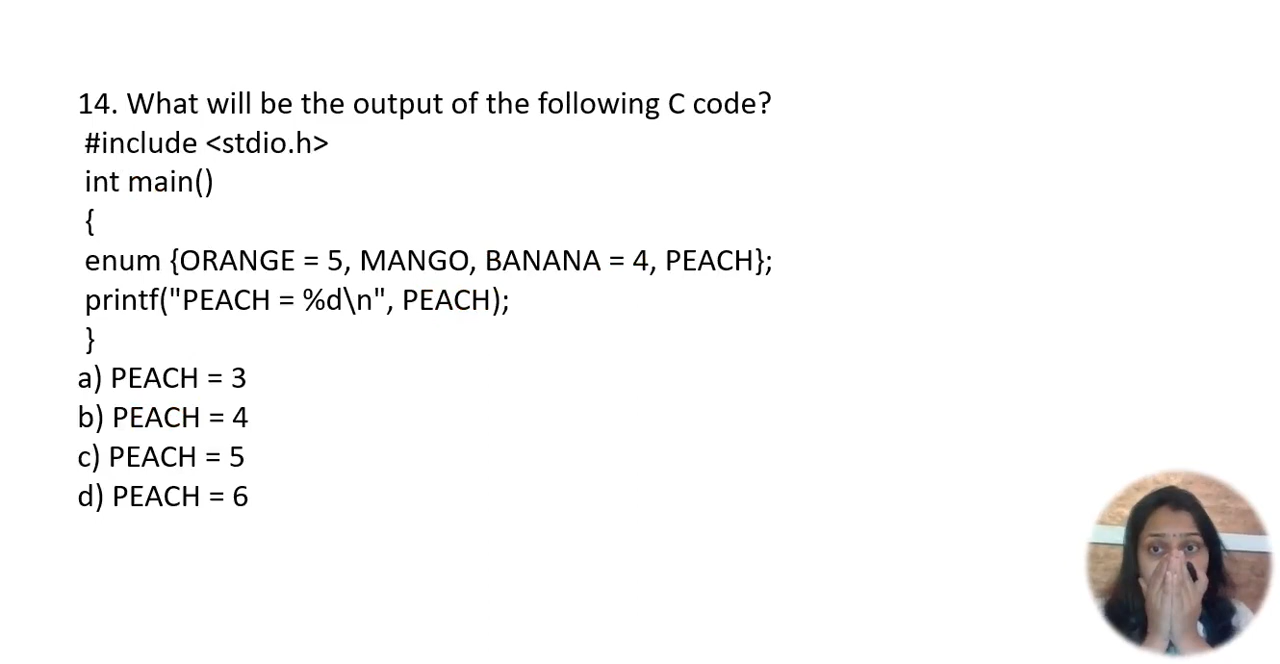 14. What will be the output of the following C code?
#include <stdio.h>
int main()
{
enum {ORANGE = 5, MANGO, BANANA = 4, PEACH};
printf("PEACH = %d\n", PEACH);
}
a) PEACH = 3
b) PEACH = 4
c) PEACH = 5
d) PEACH = 6